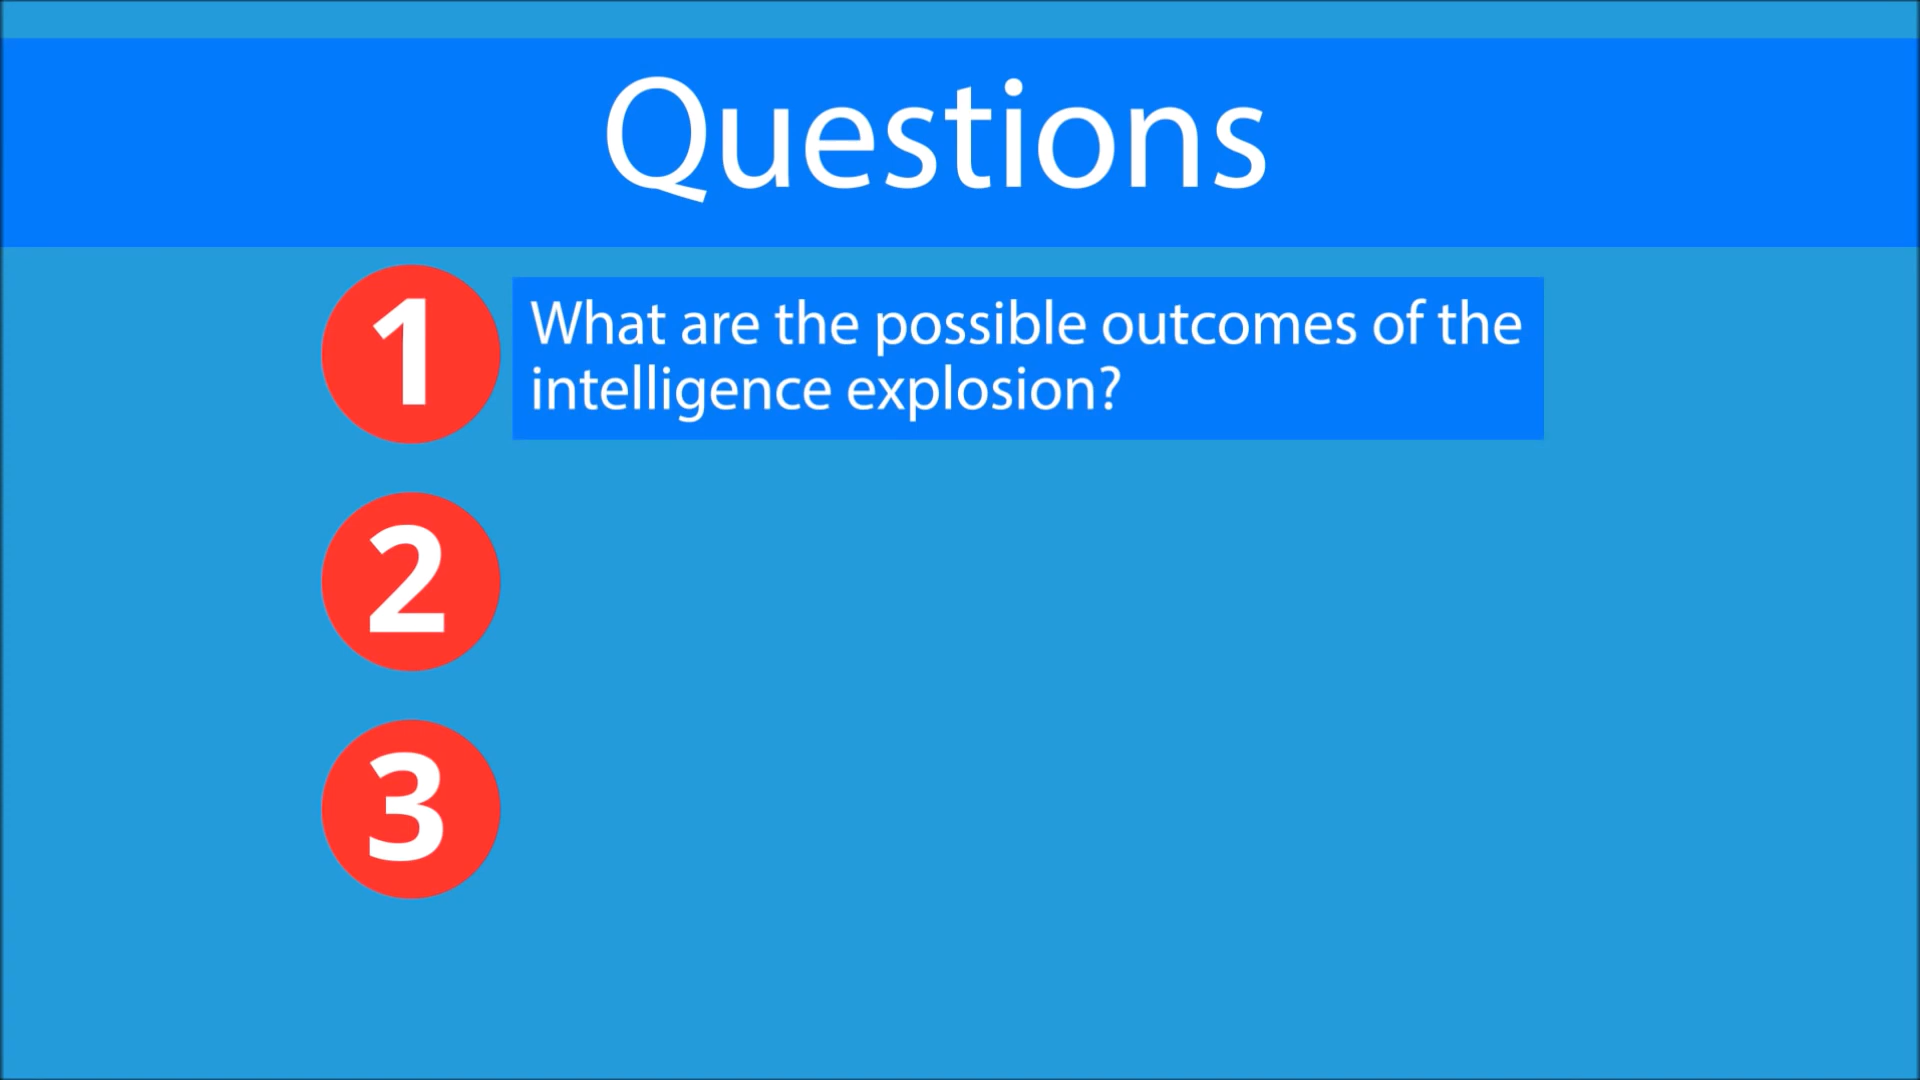 Questions
1
What are the possible outcomes of the
intelligence explosion?
2
3